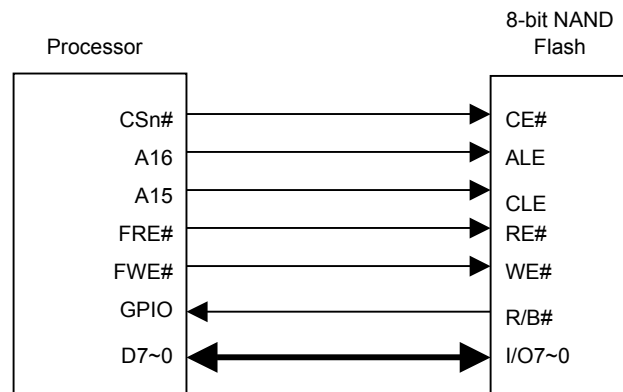 8-bit NAND
Flash
Processor
CSn# CE#
A16 ALE
A15 CLE
FRE# RE#
FWE# WE#
GPIO R/B#
D7~0 I/O7~0